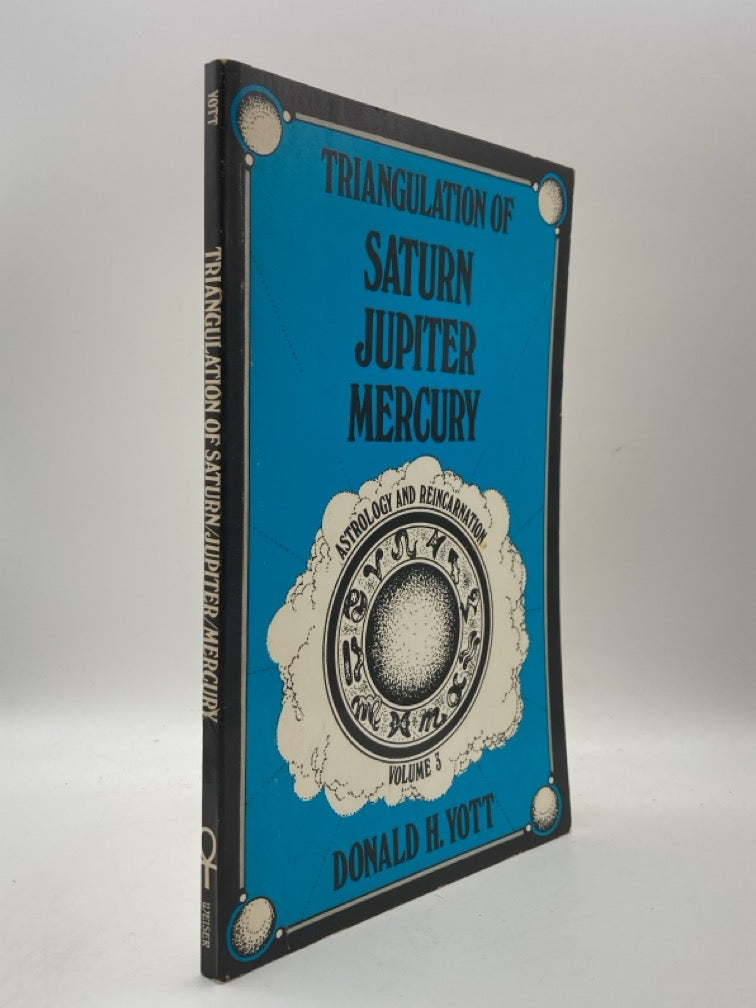 YOTT
TRIANGULATION OF SATURN/JUPITER/MERCURY
WEISER
TRIANGULATION OF
SATURN
JUPITER
MERCURY
ASTROLOGY AND REINCARNATION
VOLUME 3
DONALD H. YOTT